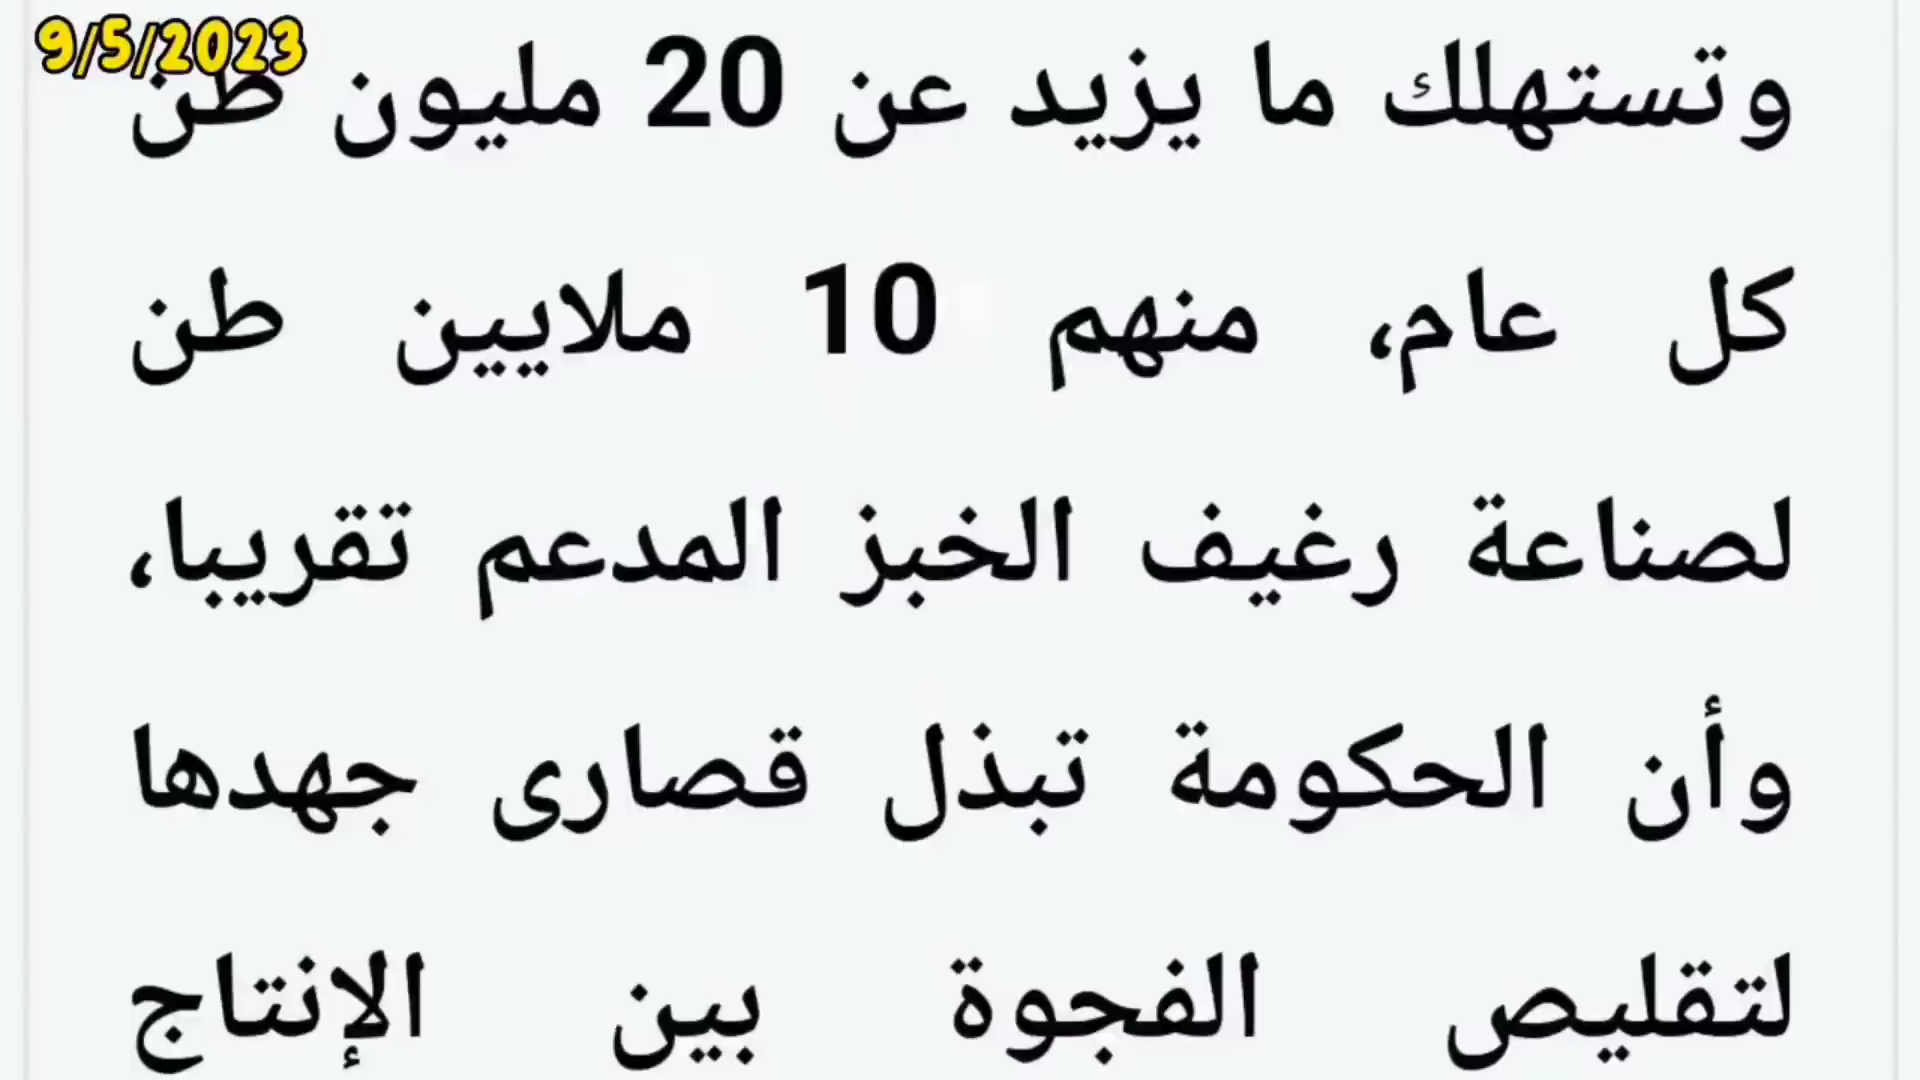 9/5/2023
وتستهلك ما يزيد عن 20 مليون طن
كل عام، منهم 10 ملايين طن
لصناعة رغيف الخبز المدعم تقريبا،
وأن الحكومة تبذل قصارى جهدها
لتقليص الفجوة بين الإنتاج